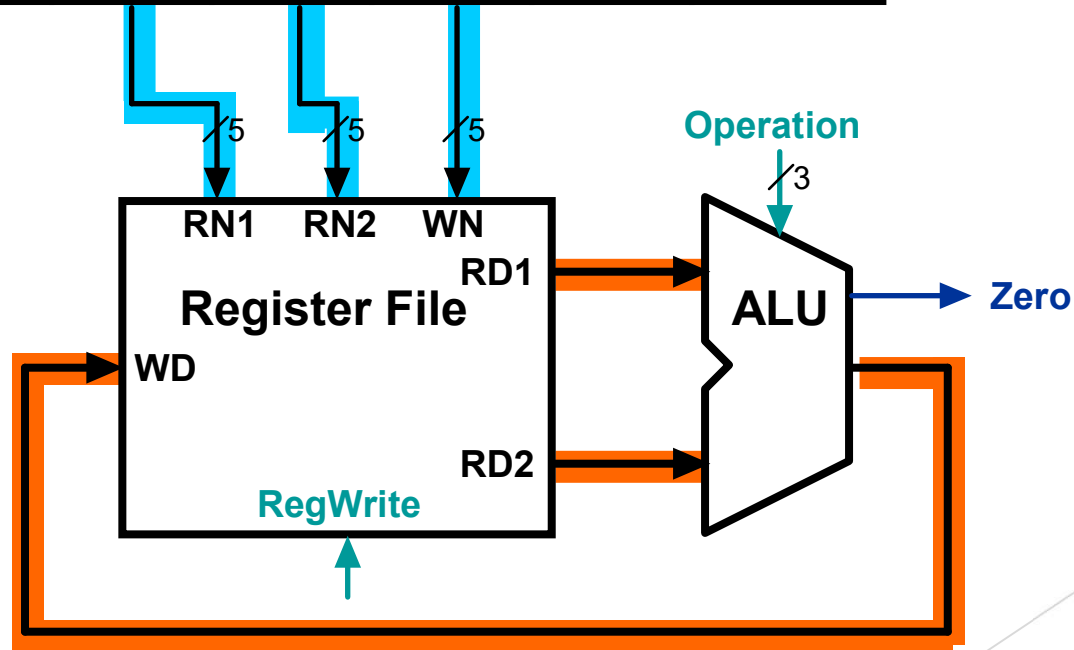 5
5
5
Operation
3
RN1
RN2
WN
RD1
Register File
ALU
Zero
WD
RD2
RegWrite